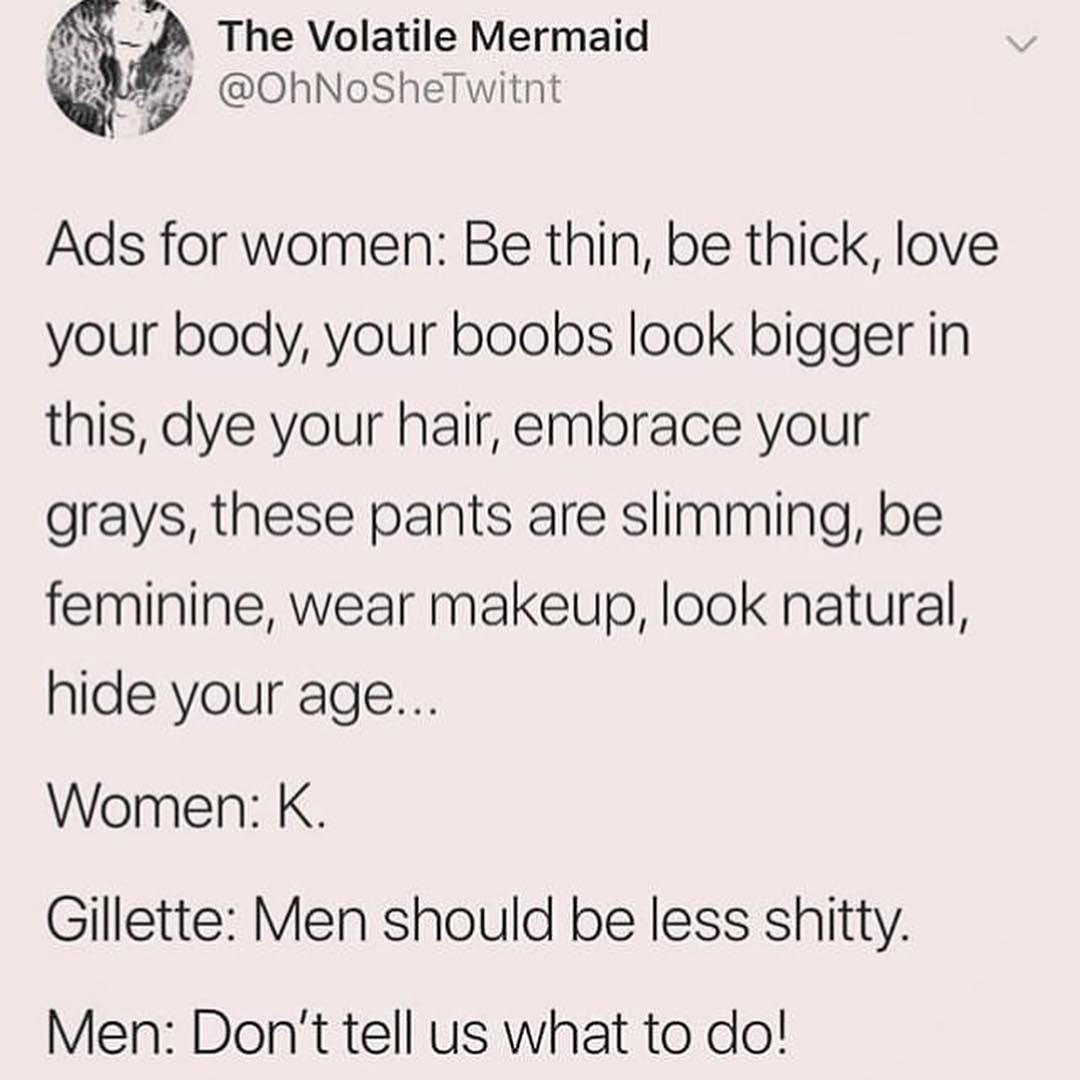 The Volatile Mermaid
@OhNoSheTwitnt
Ads for women: Be thin, be thick, love
your body, your boobs look bigger in
this, dye your hair, embrace your
grays, these pants are slimming, be
feminine, wear makeup, look natural,
hide your age...
Women: K.
Gillette: Men should be less shitty.
Men: Don't tell us what to do!